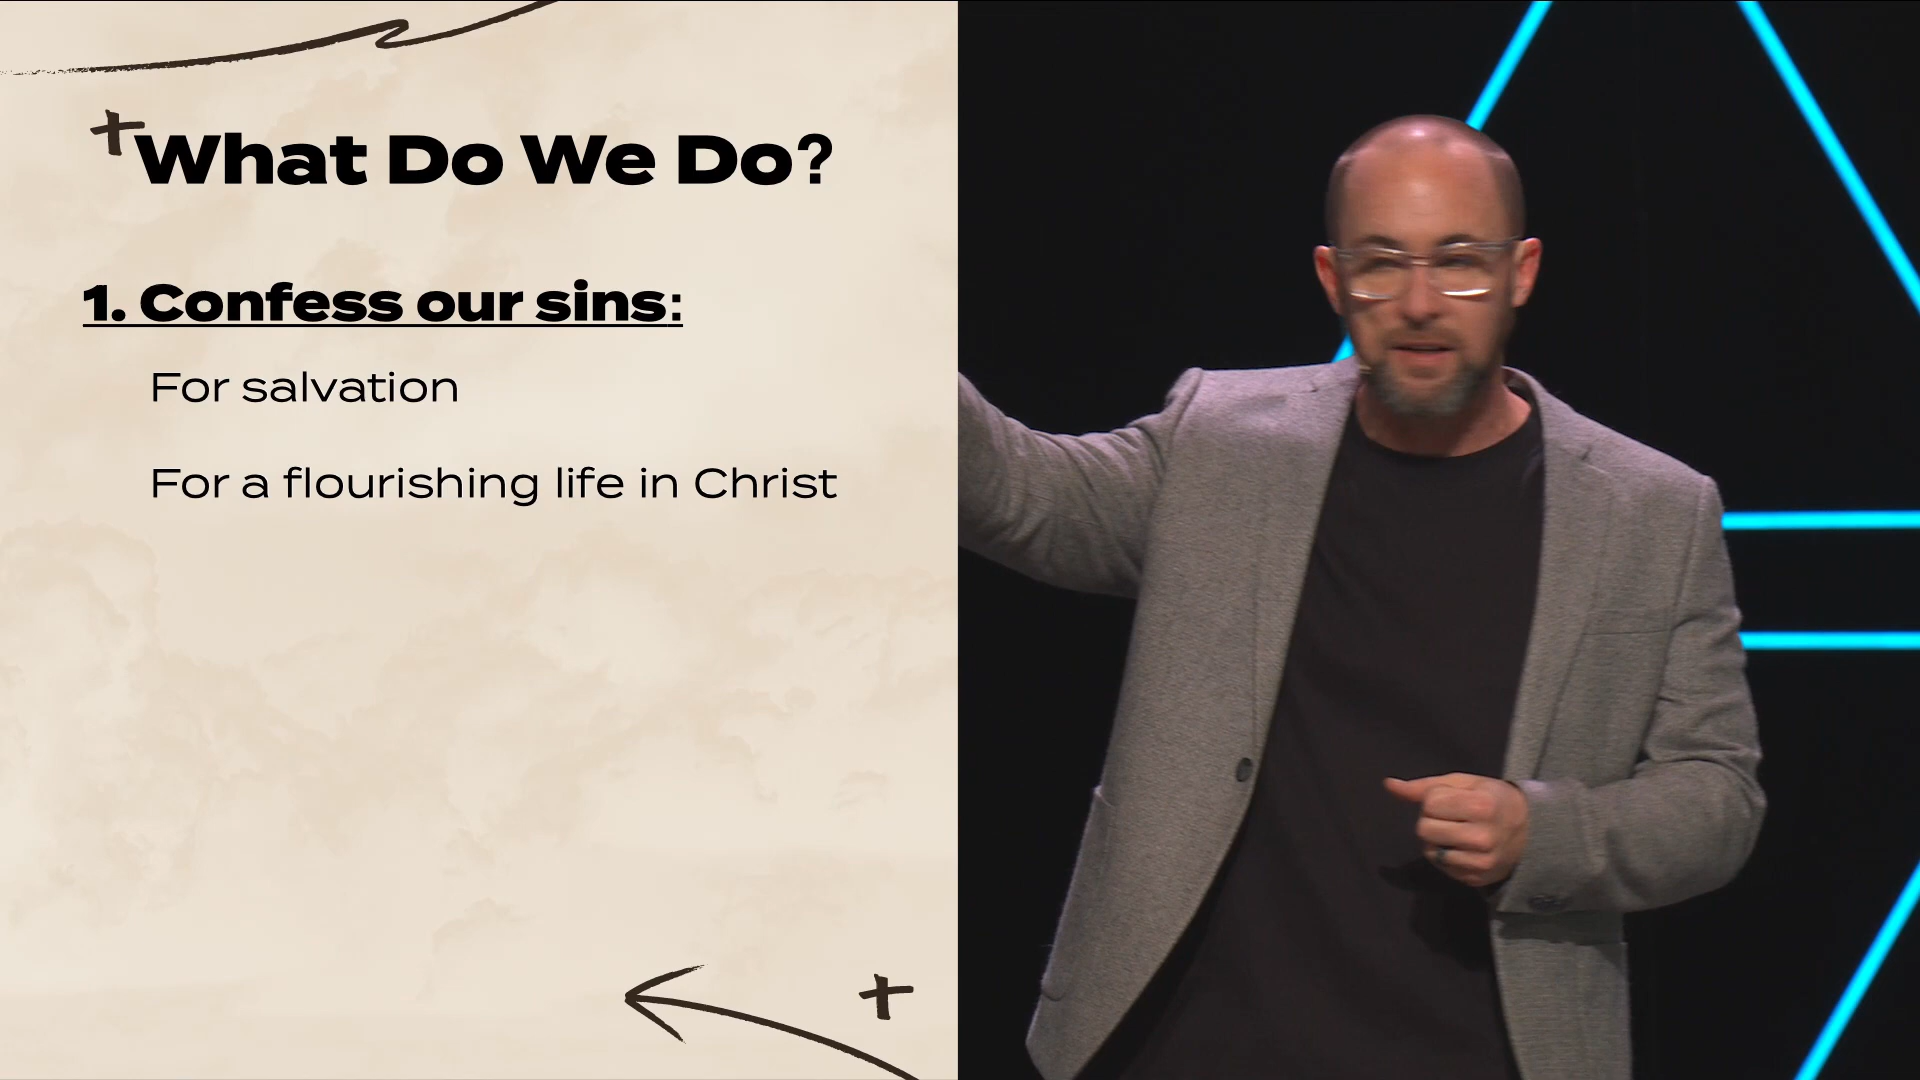 What Do We Do?
1. Confess our sins:
For salvation
For a flourishing life in Christ